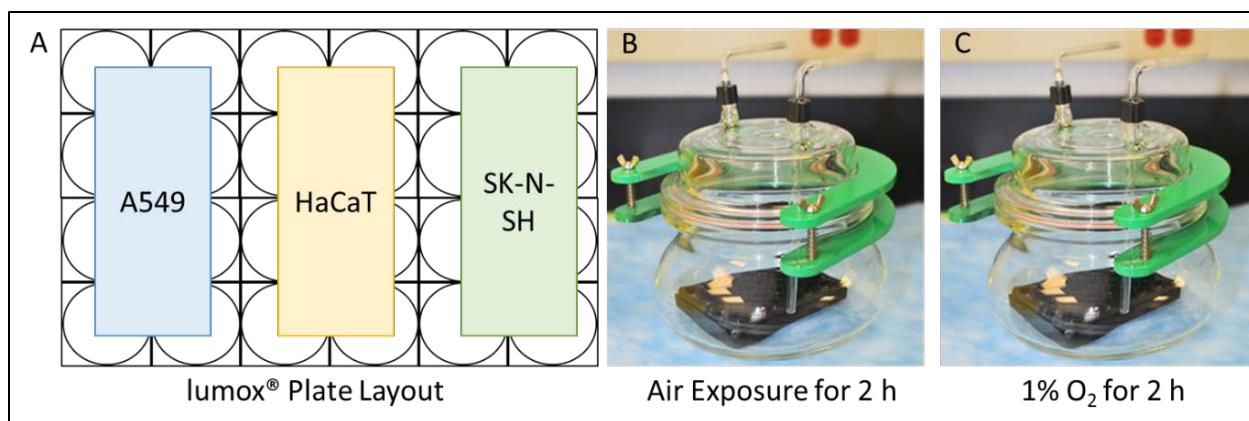 A
B
C
A549
HaCaT
SK-N-
SH
lumox® Plate Layout
Air Exposure for 2 h
1% O₂ for 2 h